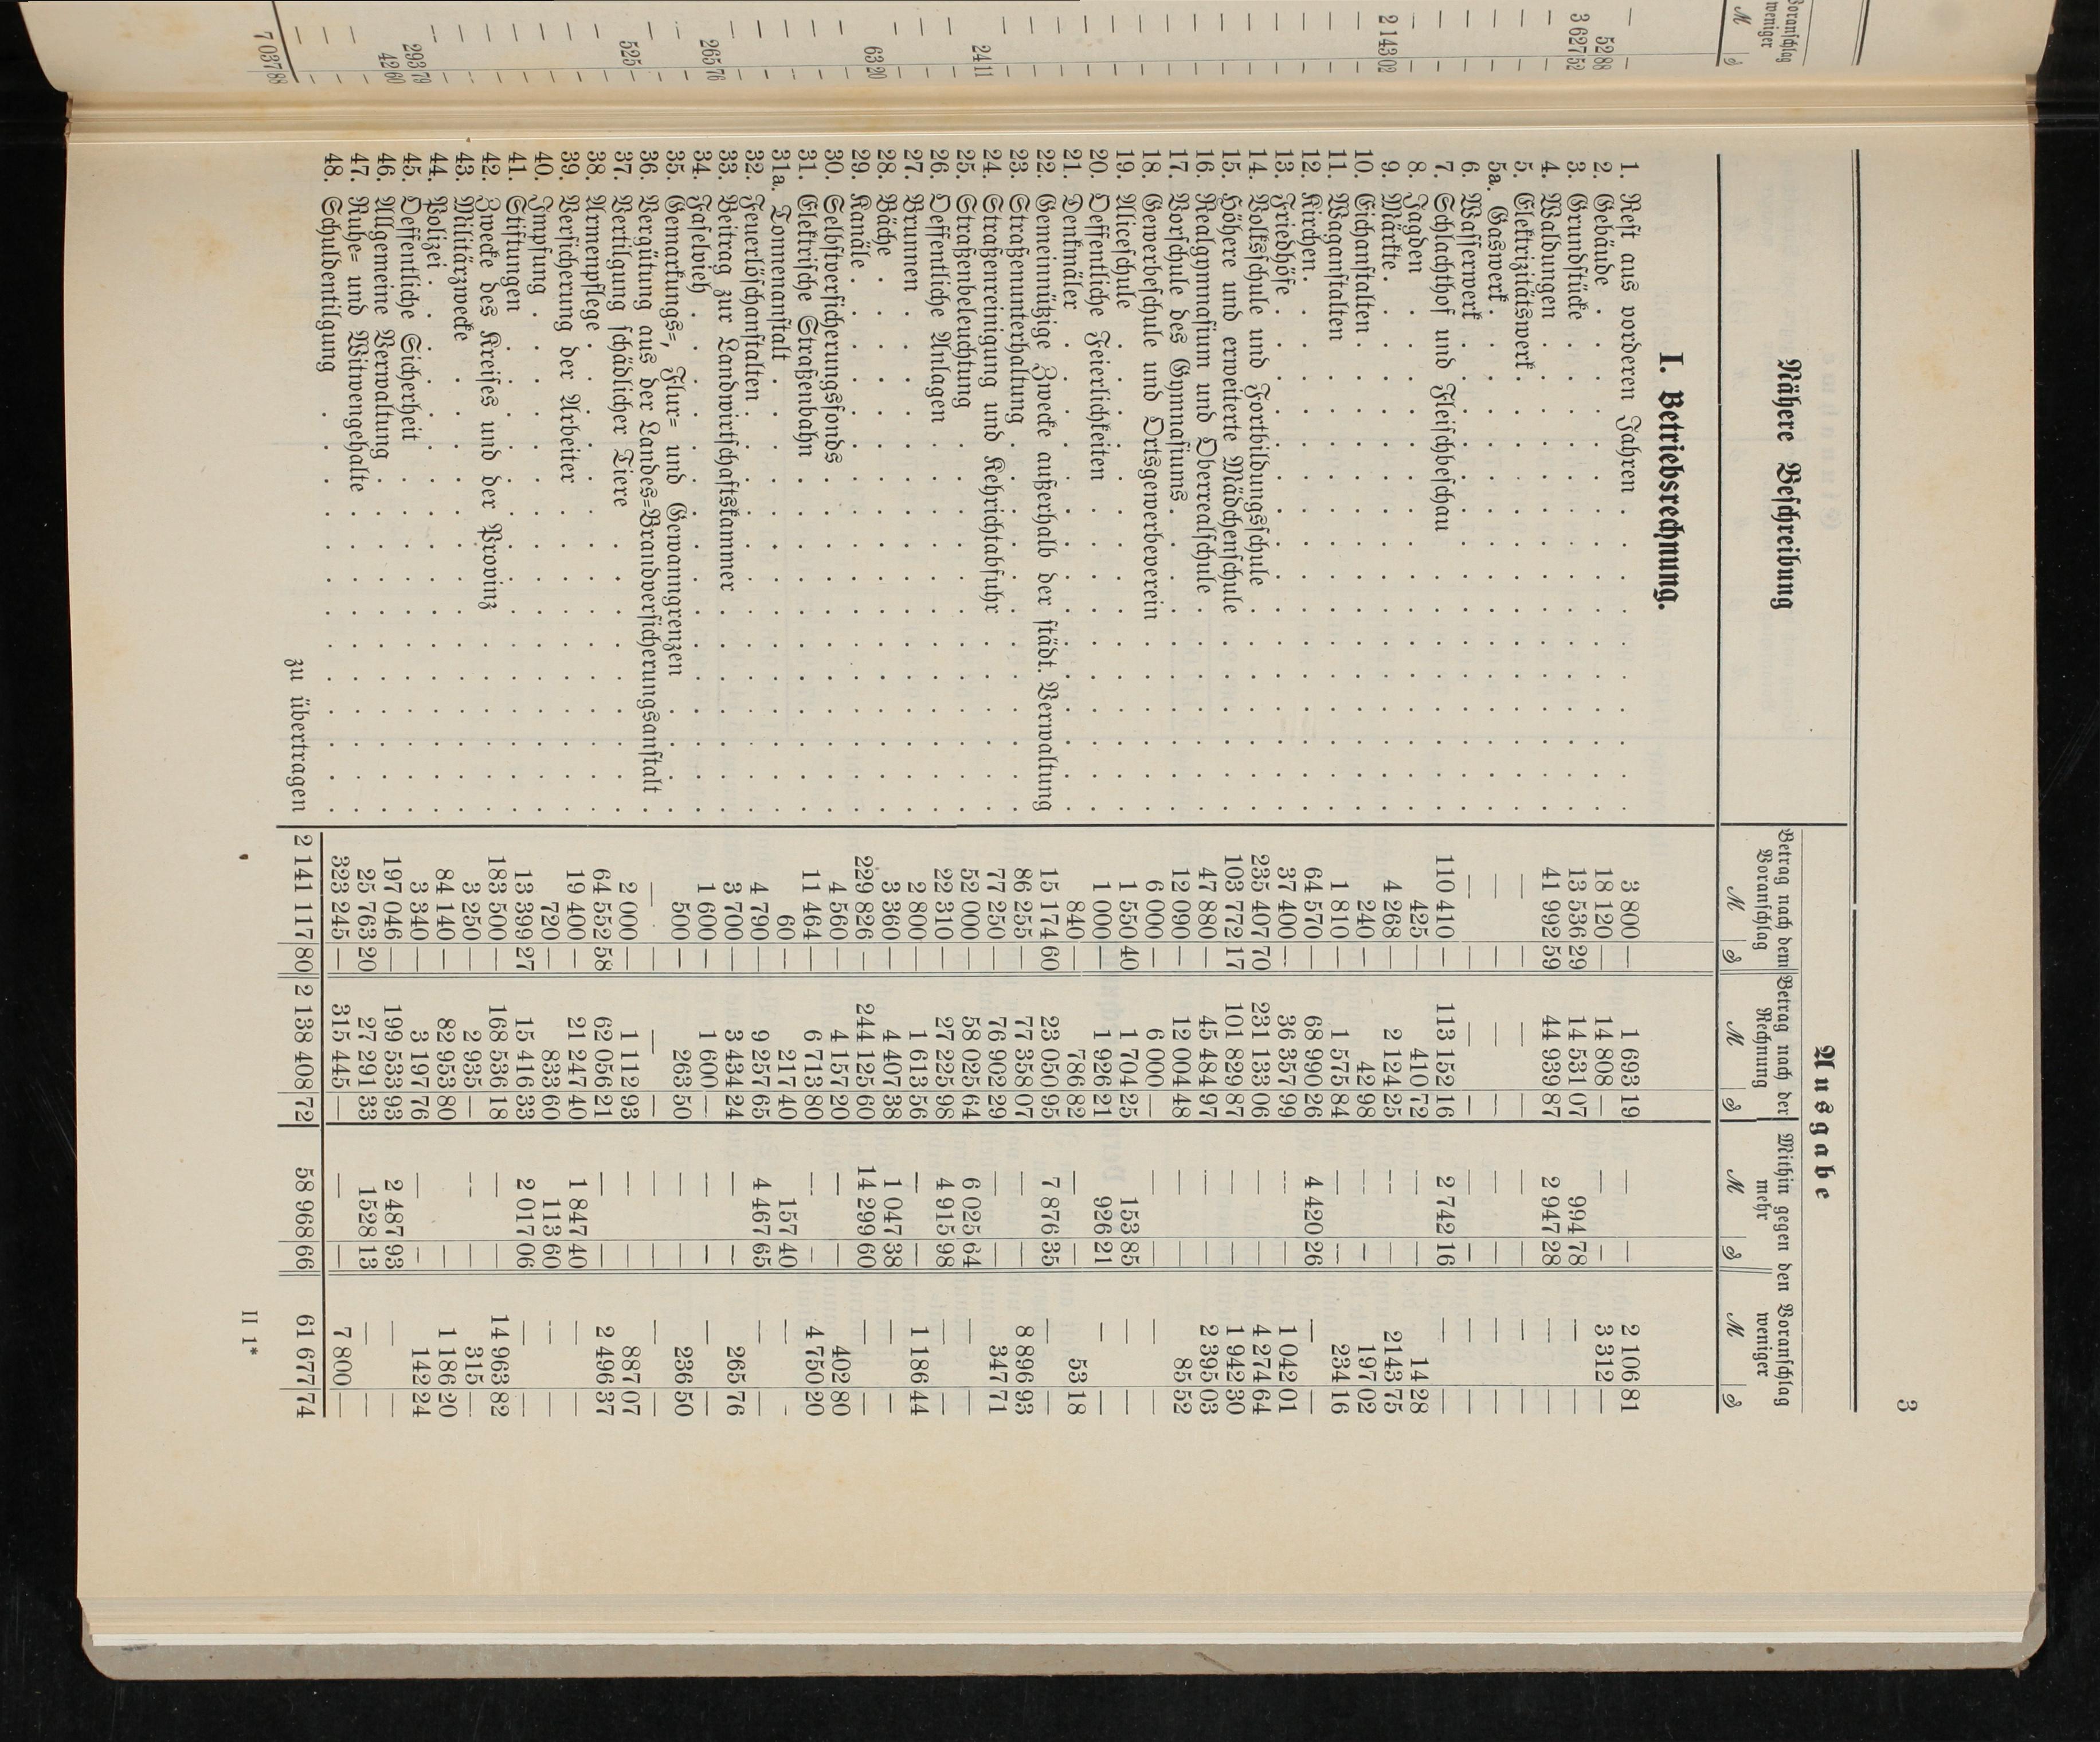 3
Ausgabe
Nähere Beschreibung | Betrag nach dem Voranschlag | Betrag nach der Rechnung | Mithin gegen den Voranschlag mehr | weniger
M ₰ | M ₰ | M ₰ | M ₰
I. Betriebsrechnung.
1. Rest aus vorderen Jahren . 3 800 — | 1 693 19 | — — | 2 106 81
2. Gebäude . 18 120 — | 14 808 — | — — | 3 312 —
3. Grundstücke . 13 536 29 | 14 531 07 | 994 78 | — —
4. Waldungen . 41 992 59 | 44 939 87 | 2 947 28 | — —
5. Elektrizitätswerk . — — | — — | — — | — —
5a. Gaswerk . — — | — — | — — | — —
6. Wasserwerk . — — | — — | — — | — —
7. Schlachthof und Fleischbeschau 110 410 — | 113 152 16 | 2 742 16 | — —
8. Jagden . 425 — | 410 72 | — — | 14 28
9. Märkte . 4 268 — | 2 124 25 | — — | 2143 75
10. Eichanstalten . 240 — | 42 98 | — — | 197 02
11. Waganstalten 1 810 — | 1 575 84 | — — | 234 16
12. Kirchen . 64 570 — | 68 990 26 | 4 420 26 | — —
13. Friedhöfe . 37 400 — | 36 357 99 | — — | 1 042 01
14. Volksschule und Fortbildungsschule 235 407 70 | 231 133 06 | — — | 4 274 64
15. Höhere und erweiterte Mädchenschule 103 772 17 | 101 829 87 | — — | 1 942 30
16. Realgymnasium und Oberrealschule . 47 880 — | 45 484 97 | — — | 2 395 03
17. Vorschule des Gymnasiums . 12 090 — | 12 004 48 | — — | 85 52
18. Gewerbeschule und Ortsgewerbeverein 6 000 — | 6 000 — | — — | — —
19. Aliceschule . 1 550 40 | 1 704 25 | 153 85 | — —
20. Oeffentliche Feierlichkeiten . 1 000 — | 1 926 21 | 926 21 | — —
21. Denkmäler . 840 — | 786 82 | — — | 53 18
22. Gemeinnützige Zwecke außerhalb der städt. Verwaltung 15 174 60 | 23 050 95 | 7 876 35 | — —
23. Straßenunterhaltung . 86 255 — | 77 358 07 | — — | 8 896 93
24. Straßenreinigung und Kehrichtabfuhr . 77 250 — | 76 902 29 | — — | 347 71
25. Straßenbeleuchtung . 52 000 — | 58 025 64 | 6 025 64 | — —
26. Oeffentliche Anlagen . 22 310 — | 27 225 98 | 4 915 98 | — —
27. Brunnen . 2 800 — | 1 613 56 | — — | 1 186 44
28. Bäche . 3 360 — | 4 407 38 | 1 047 38 | — —
29. Kanäle . 229 826 — | 244 125 60 | 14 299 60 | — —
30. Selbstversicherungsfonds . 4 560 — | 4 157 20 | — — | 402 80
31. Elektrische Straßenbahn . 11 464 — | 6 713 80 | — — | 4 750 20
31a. Tonnenanstalt . 60 — | 217 40 | 157 40 | — —
32. Feuerlöschanstalten . 4 790 — | 9 257 65 | 4 467 65 | — —
33. Beitrag zur Landwirtschaftskammer . 3 700 — | 3 434 24 | — — | 265 76
34. Faselvieh . 1 600 — | 1 600 — | — — | — —
35. Gemarkungs-, Flur- und Gewanngrenzen . 500 — | 263 50 | — — | 236 50
36. Vergütung aus der Landes-Brandversicherungsanstalt . — — | — — | — — | — —
37. Vertilgung schädlicher Tiere . 2 000 — | 1 112 93 | — — | 887 07
38. Armenpflege . 64 552 58 | 62 056 21 | — — | 2 496 37
39. Versicherung der Arbeiter . 19 400 — | 21 247 40 | 1 847 40 | — —
40. Impfung . 720 — | 833 60 | 113 60 | — —
41. Stiftungen . 13 399 27 | 15 416 33 | 2 017 06 | — —
42. Zwecke des Kreises und der Provinz . 183 500 — | 168 536 18 | — — | 14 963 82
43. Militärzwecke . 3 250 — | 2 935 — | — — | 315 —
44. Polizei . 84 140 — | 82 953 80 | — — | 1 186 20
45. Oeffentliche Sicherheit . 3 340 — | 3 197 76 | — — | 142 24
46. Allgemeine Verwaltung . 197 046 — | 199 533 93 | 2 487 93 | — —
47. Ruhe- und Witwengehalte . 25 763 20 | 27 291 33 | 1528 13 | — —
48. Schuldentilgung . 323 245 — | 315 445 — | — — | 7 800 —
zu übertragen 2 141 117 80 | 2 138 408 72 | 58 968 66 | 61 677 74
II 1*
Voranschlag
weniger
M ₰
— —
52 88
3 627 52
2 143 02
24 11
63 20
265 76
525 —
293 79
42 60
7 037 88